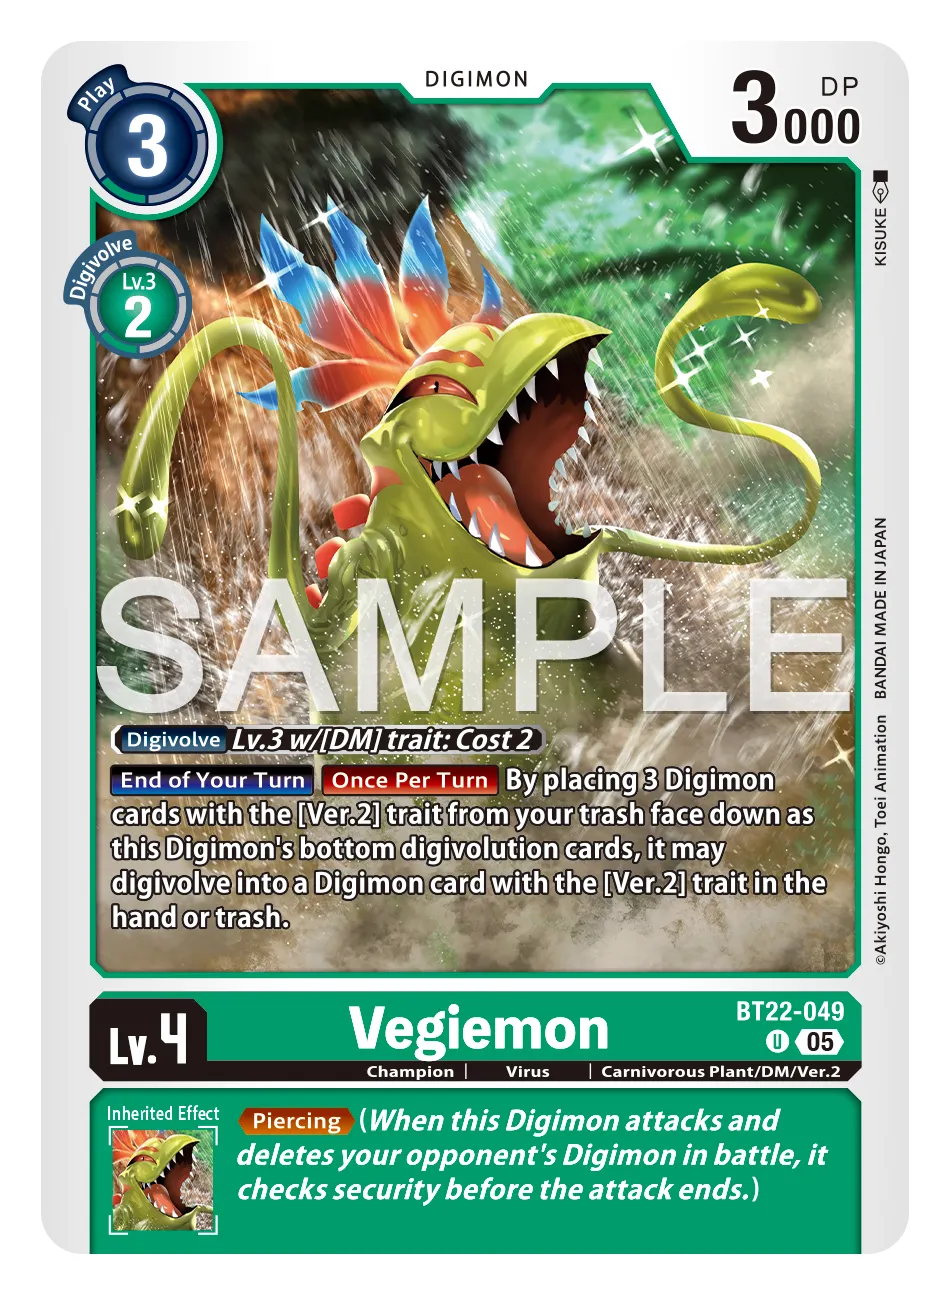 DIGIMON
Play
3
DP
3000
Digivolve
Lv.3
2
KISUKE
SAMPLE
Digivolve Lv.3 w/[DM] trait: Cost 2
End of Your Turn Once Per Turn By placing 3 Digimon
cards with the [Ver.2] trait from your trash face down as
this Digimon's bottom digivolution cards, it may
digivolve into a Digimon card with the [Ver.2] trait in the
hand or trash.
©Akiyoshi Hongo, Toei Animation BANDAI MADE IN JAPAN
Lv.4
Vegiemon
BT22-049
U 05
Champion | Virus | Carnivorous Plant/DM/Ver.2
Inherited Effect
Piercing (When this Digimon attacks and
deletes your opponent's Digimon in battle, it
checks security before the attack ends.)